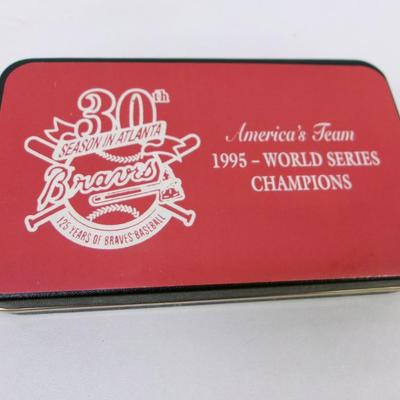 30th
SEASON IN ATLANTA
Braves
125 YEARS OF BRAVES BASEBALL
America's Team
1995 - WORLD SERIES
CHAMPIONS